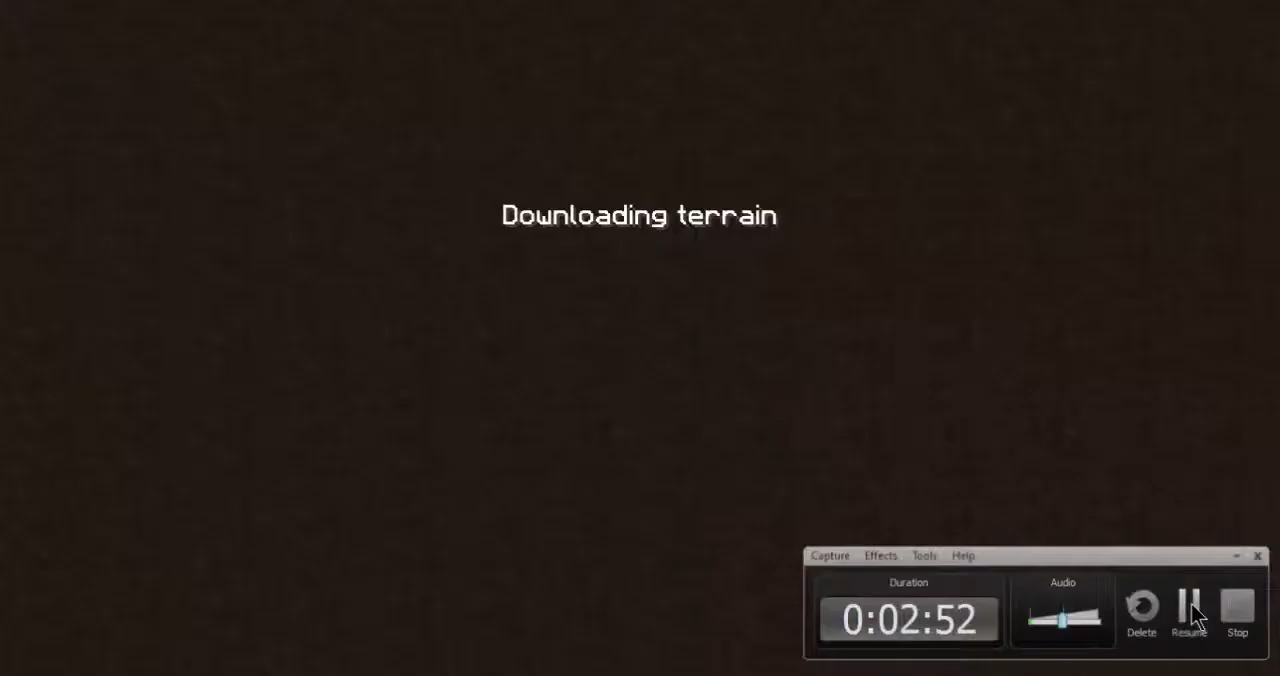 Downloading terrain
Capture Effects Tools Help
Duration Audio
0:02:52
Delete Resume Stop